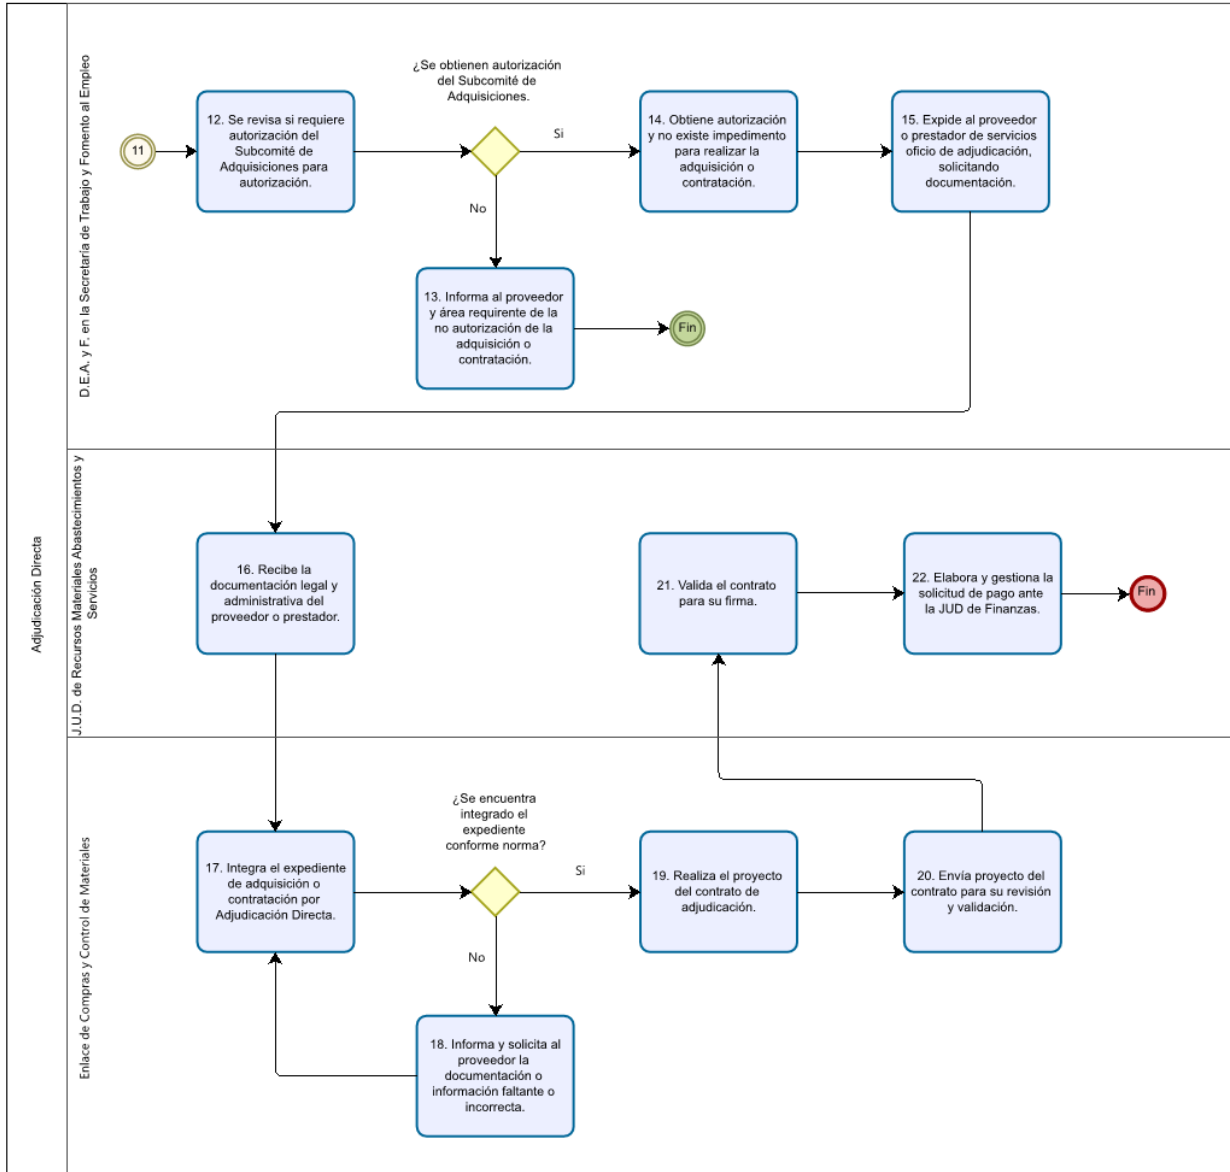 Adjudicación Directa
D.E.A. y F. en la Secretaría de Trabajo y Fomento al Empleo
11
12. Se revisa si requiere
autorización del
Subcomité de
Adquisiciones para
autorización.
¿Se obtienen autorización
del Subcomité de
Adquisiciones.
Si
No
14. Obtiene autorización
y no existe impedimento
para realizar la
adquisición o
contratación.
15. Expide al proveedor
o prestador de servicios
oficio de adjudicación,
solicitando
documentación.
13. Informa al proveedor
y área requirente de la
no autorización de la
adquisición o
contratación.
Fin
J.U.D. de Recursos Materiales Abastecimientos y
Servicios
16. Recibe la
documentación legal y
administrativa del
proveedor o prestador.
21. Valida el contrato
para su firma.
22. Elabora y gestiona la
solicitud de pago ante
la JUD de Finanzas.
Fin
Enlace de Compras y Control de Materiales
17. Integra el expediente
de adquisición o
contratación por
Adjudicación Directa.
¿Se encuentra
integrado el
expediente
conforme norma?
Si
No
19. Realiza el proyecto
del contrato de
adjudicación.
20. Envía proyecto del
contrato para su revisión
y validación.
18. Informa y solicita al
proveedor la
documentación o
información faltante o
incorrecta.